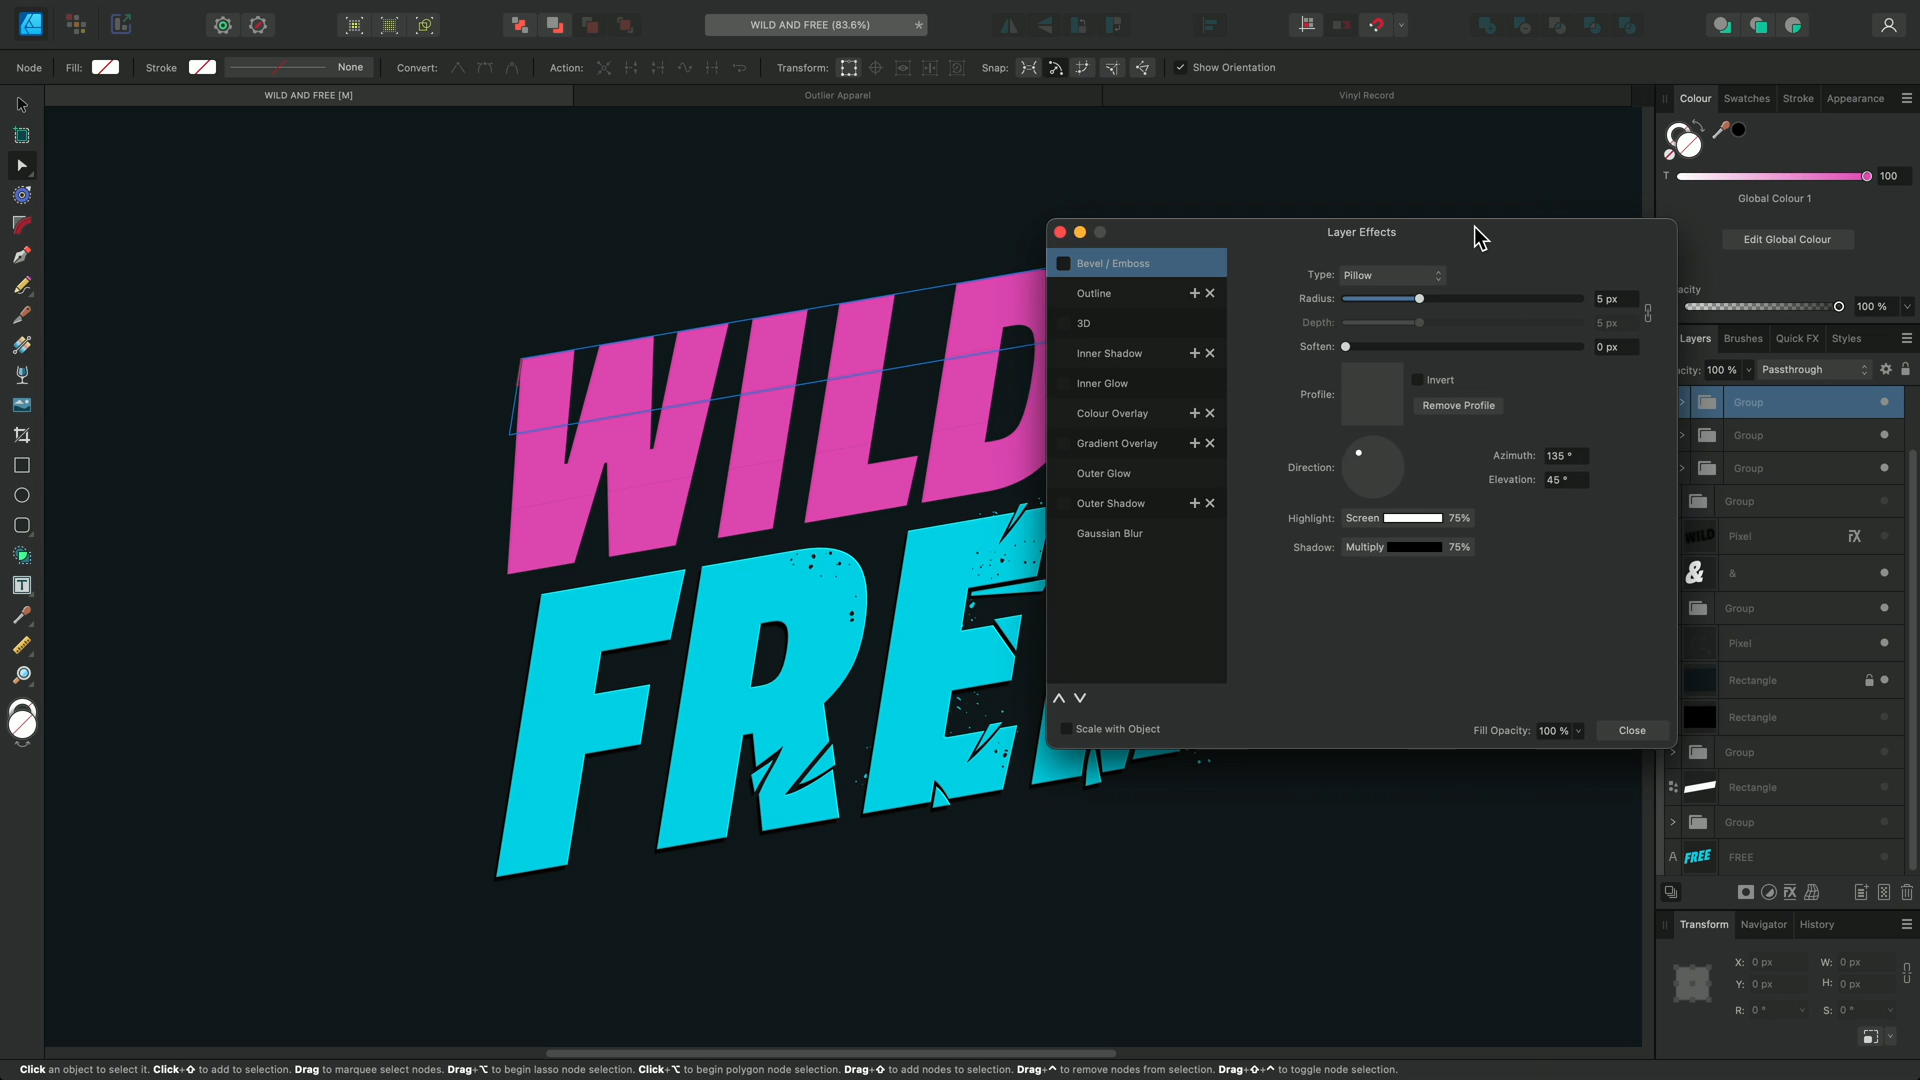 WILD AND FREE (83.6%)
*
Node
Fill:
Stroke
None
Convert:
Action:
Transform:
Snap:
Show Orientation
WILD AND FREE [M]
Outlier Apparel
Vinyl Record
Colour
Swatches
Stroke
Appearance
T
100
Global Colour 1
Edit Global Colour
acity
100 %
Layers
Brushes
Quick FX
Styles
acity:
100 %
Passthrough
Group
Group
Group
Group
WILD
Pixel
FX
&
&
Group
Pixel
Rectangle
Rectangle
Group
Rectangle
Group
A
FREE
FREE
Transform
Navigator
History
X: 0 px
W: 0 px
Y: 0 px
H: 0 px
R: 0 °
S: 0 °
Layer Effects
Bevel / Emboss
Outline
3D
Inner Shadow
Inner Glow
Colour Overlay
Gradient Overlay
Outer Glow
Outer Shadow
Gaussian Blur
Type: Pillow
Radius: 5 px
Depth: 5 px
Soften: 0 px
Profile:
Invert
Remove Profile
Direction:
Azimuth: 135 °
Elevation: 45 °
Highlight: Screen 75%
Shadow: Multiply 75%
Scale with Object
Fill Opacity: 100 %
Close
WILD
FREE
Click an object to select it. Click+⇧ to add to selection. Drag to marquee select nodes. Drag+⌥ to begin lasso node selection. Click+⌥ to begin polygon node selection. Drag+⇧ to add nodes to selection. Drag+⌃ to remove nodes from selection. Drag+⇧+⌃ to toggle node selection.